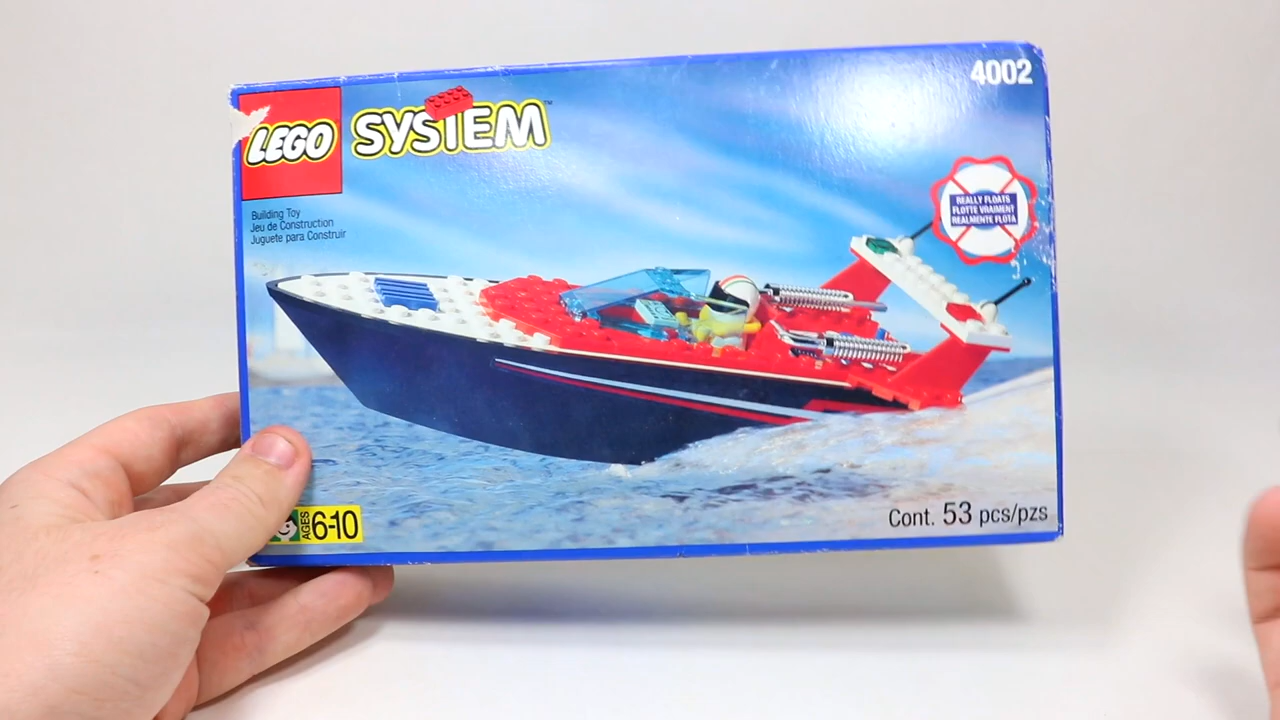 4002
LEGO
SYSTEM™
Building Toy
Jeu de Construction
Juguete para Construir
REALLY FLOATS
FLOTTE VRAIMENT
REALMENTE FLOTA
AGES
6-10
Cont. 53 pcs/pzs